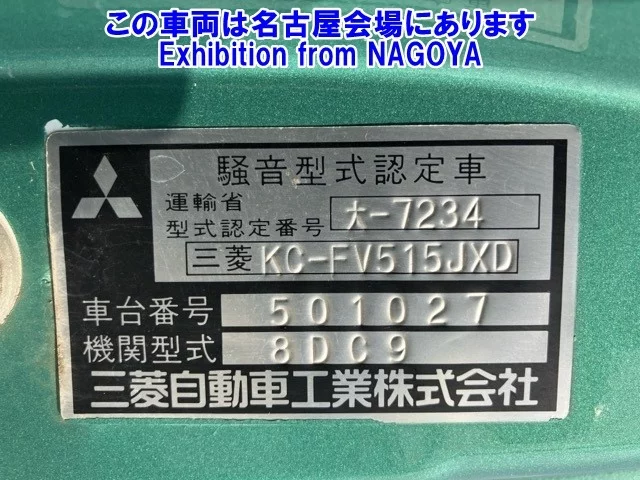 この車両は名古屋会場にあります
Exhibition from NAGOYA
騒音型式認定車
運輸省
型式認定番号 大-7234
三菱 KC-FV515JXD
車台番号 501027
機関型式 8DC9
三菱自動車工業株式会社